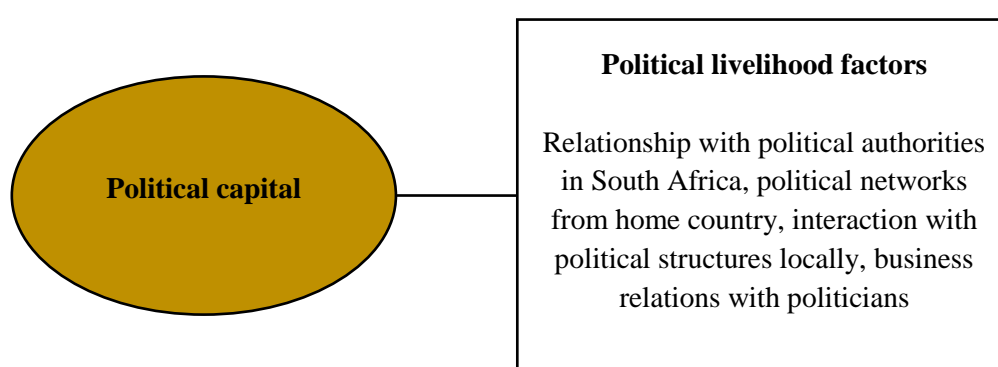 Political capital
Political livelihood factors
Relationship with political authorities
in South Africa, political networks
from home country, interaction with
political structures locally, business
relations with politicians